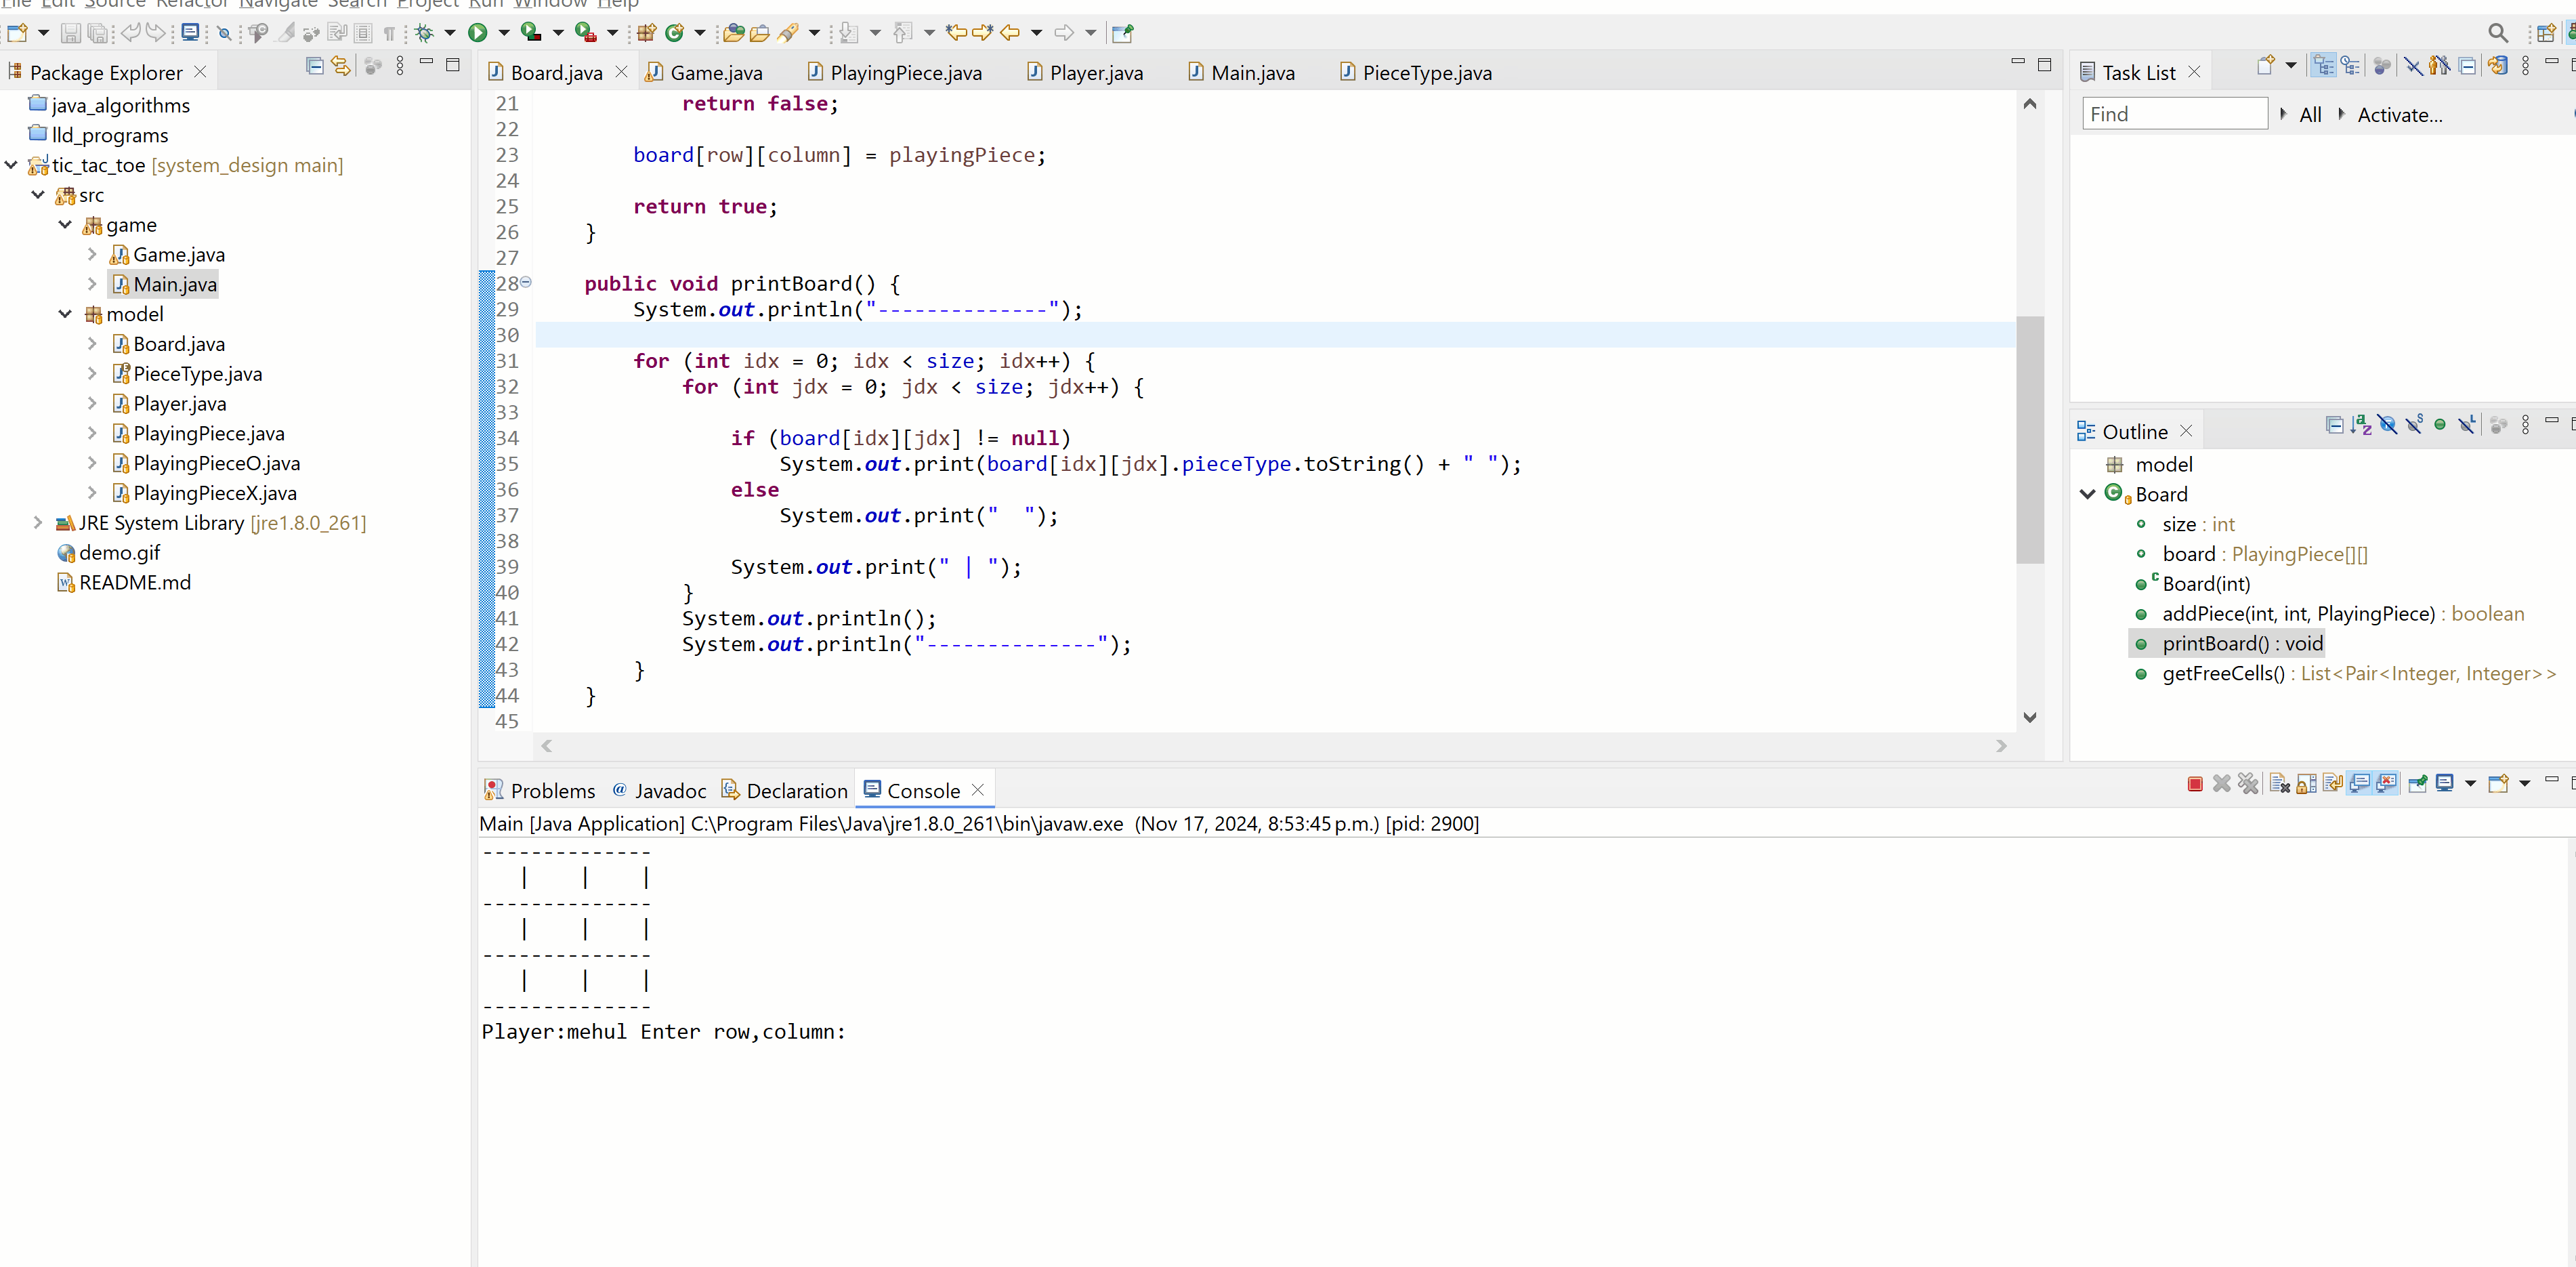 File Edit Source Refactor Navigate Search Project Run Window Help
Package Explorer
java_algorithms
lld_programs
tic_tac_toe [system_design main]
src
game
Game.java
Main.java
model
Board.java
PieceType.java
Player.java
PlayingPiece.java
PlayingPieceO.java
PlayingPieceX.java
JRE System Library [jre1.8.0_261]
demo.gif
README.md
Board.java Game.java PlayingPiece.java Player.java Main.java PieceType.java
21 return false;
22
23 board[row][column] = playingPiece;
24
25 return true;
26 }
27
28 public void printBoard() {
29 System.out.println("--------------");
30
31 for (int idx = 0; idx < size; idx++) {
32 for (int jdx = 0; jdx < size; jdx++) {
33
34 if (board[idx][jdx] != null)
35 System.out.print(board[idx][jdx].pieceType.toString() + " ");
36 else
37 System.out.print("  ");
38
39 System.out.print(" | ");
40 }
41 System.out.println();
42 System.out.println("--------------");
43 }
44 }
45
Task List
Find All Activate...
Outline
model
Board
size : int
board : PlayingPiece[][]
Board(int)
addPiece(int, int, PlayingPiece) : boolean
printBoard() : void
getFreeCells() : List<Pair<Integer, Integer>>
Problems Javadoc Declaration Console
Main [Java Application] C:\Program Files\Java\jre1.8.0_261\bin\javaw.exe (Nov 17, 2024, 8:53:45 p.m.) [pid: 2900]
--------------
   |    |    |
--------------
   |    |    |
--------------
   |    |    |
--------------
Player:mehul Enter row,column: